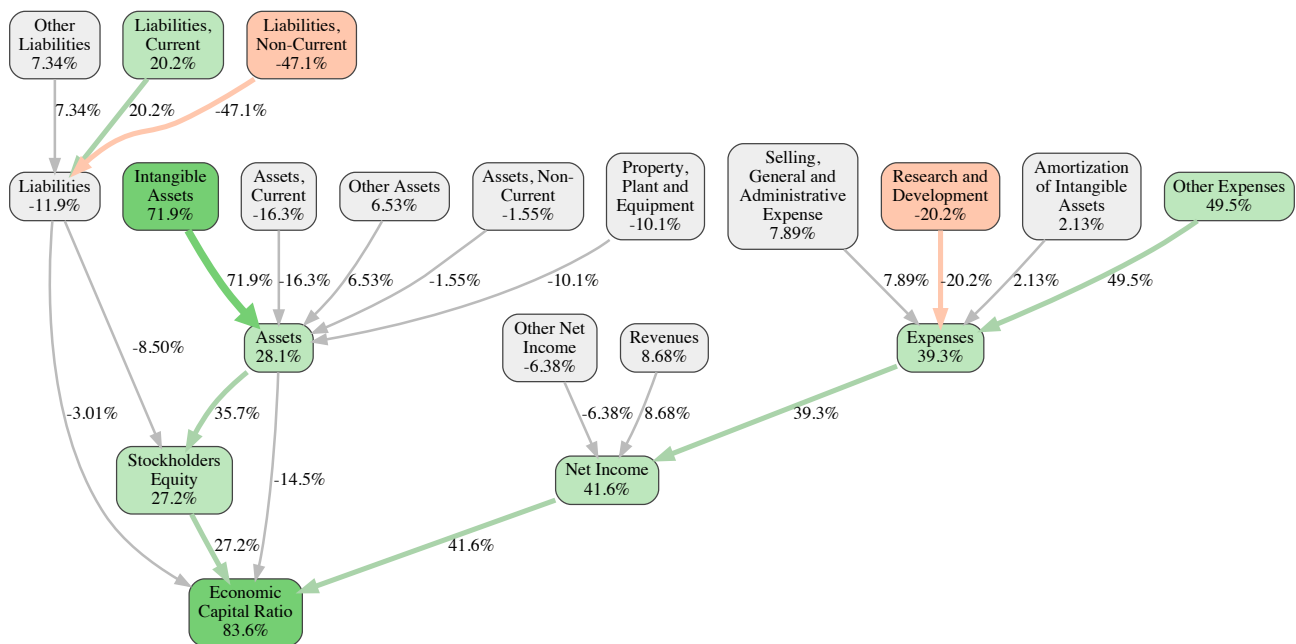 Other
Liabilities
7.34%
Liabilities,
Current
20.2%
Liabilities,
Non-Current
-47.1%
7.34%
20.2%
-47.1%
Liabilities
-11.9%
Intangible
Assets
71.9%
Assets,
Current
-16.3%
Other Assets
6.53%
Assets, Non-
Current
-1.55%
Property,
Plant and
Equipment
-10.1%
Selling,
General and
Administrative
Expense
7.89%
Research and
Development
-20.2%
Amortization
of Intangible
Assets
2.13%
Other Expenses
49.5%
71.9%
-16.3%
6.53%
-1.55%
-10.1%
7.89%
-20.2%
2.13%
49.5%
Assets
28.1%
Other Net
Income
-6.38%
Revenues
8.68%
Expenses
39.3%
-8.50%
-3.01%
35.7%
-14.5%
-6.38%
8.68%
39.3%
Stockholders
Equity
27.2%
Net Income
41.6%
27.2%
41.6%
Economic
Capital Ratio
83.6%